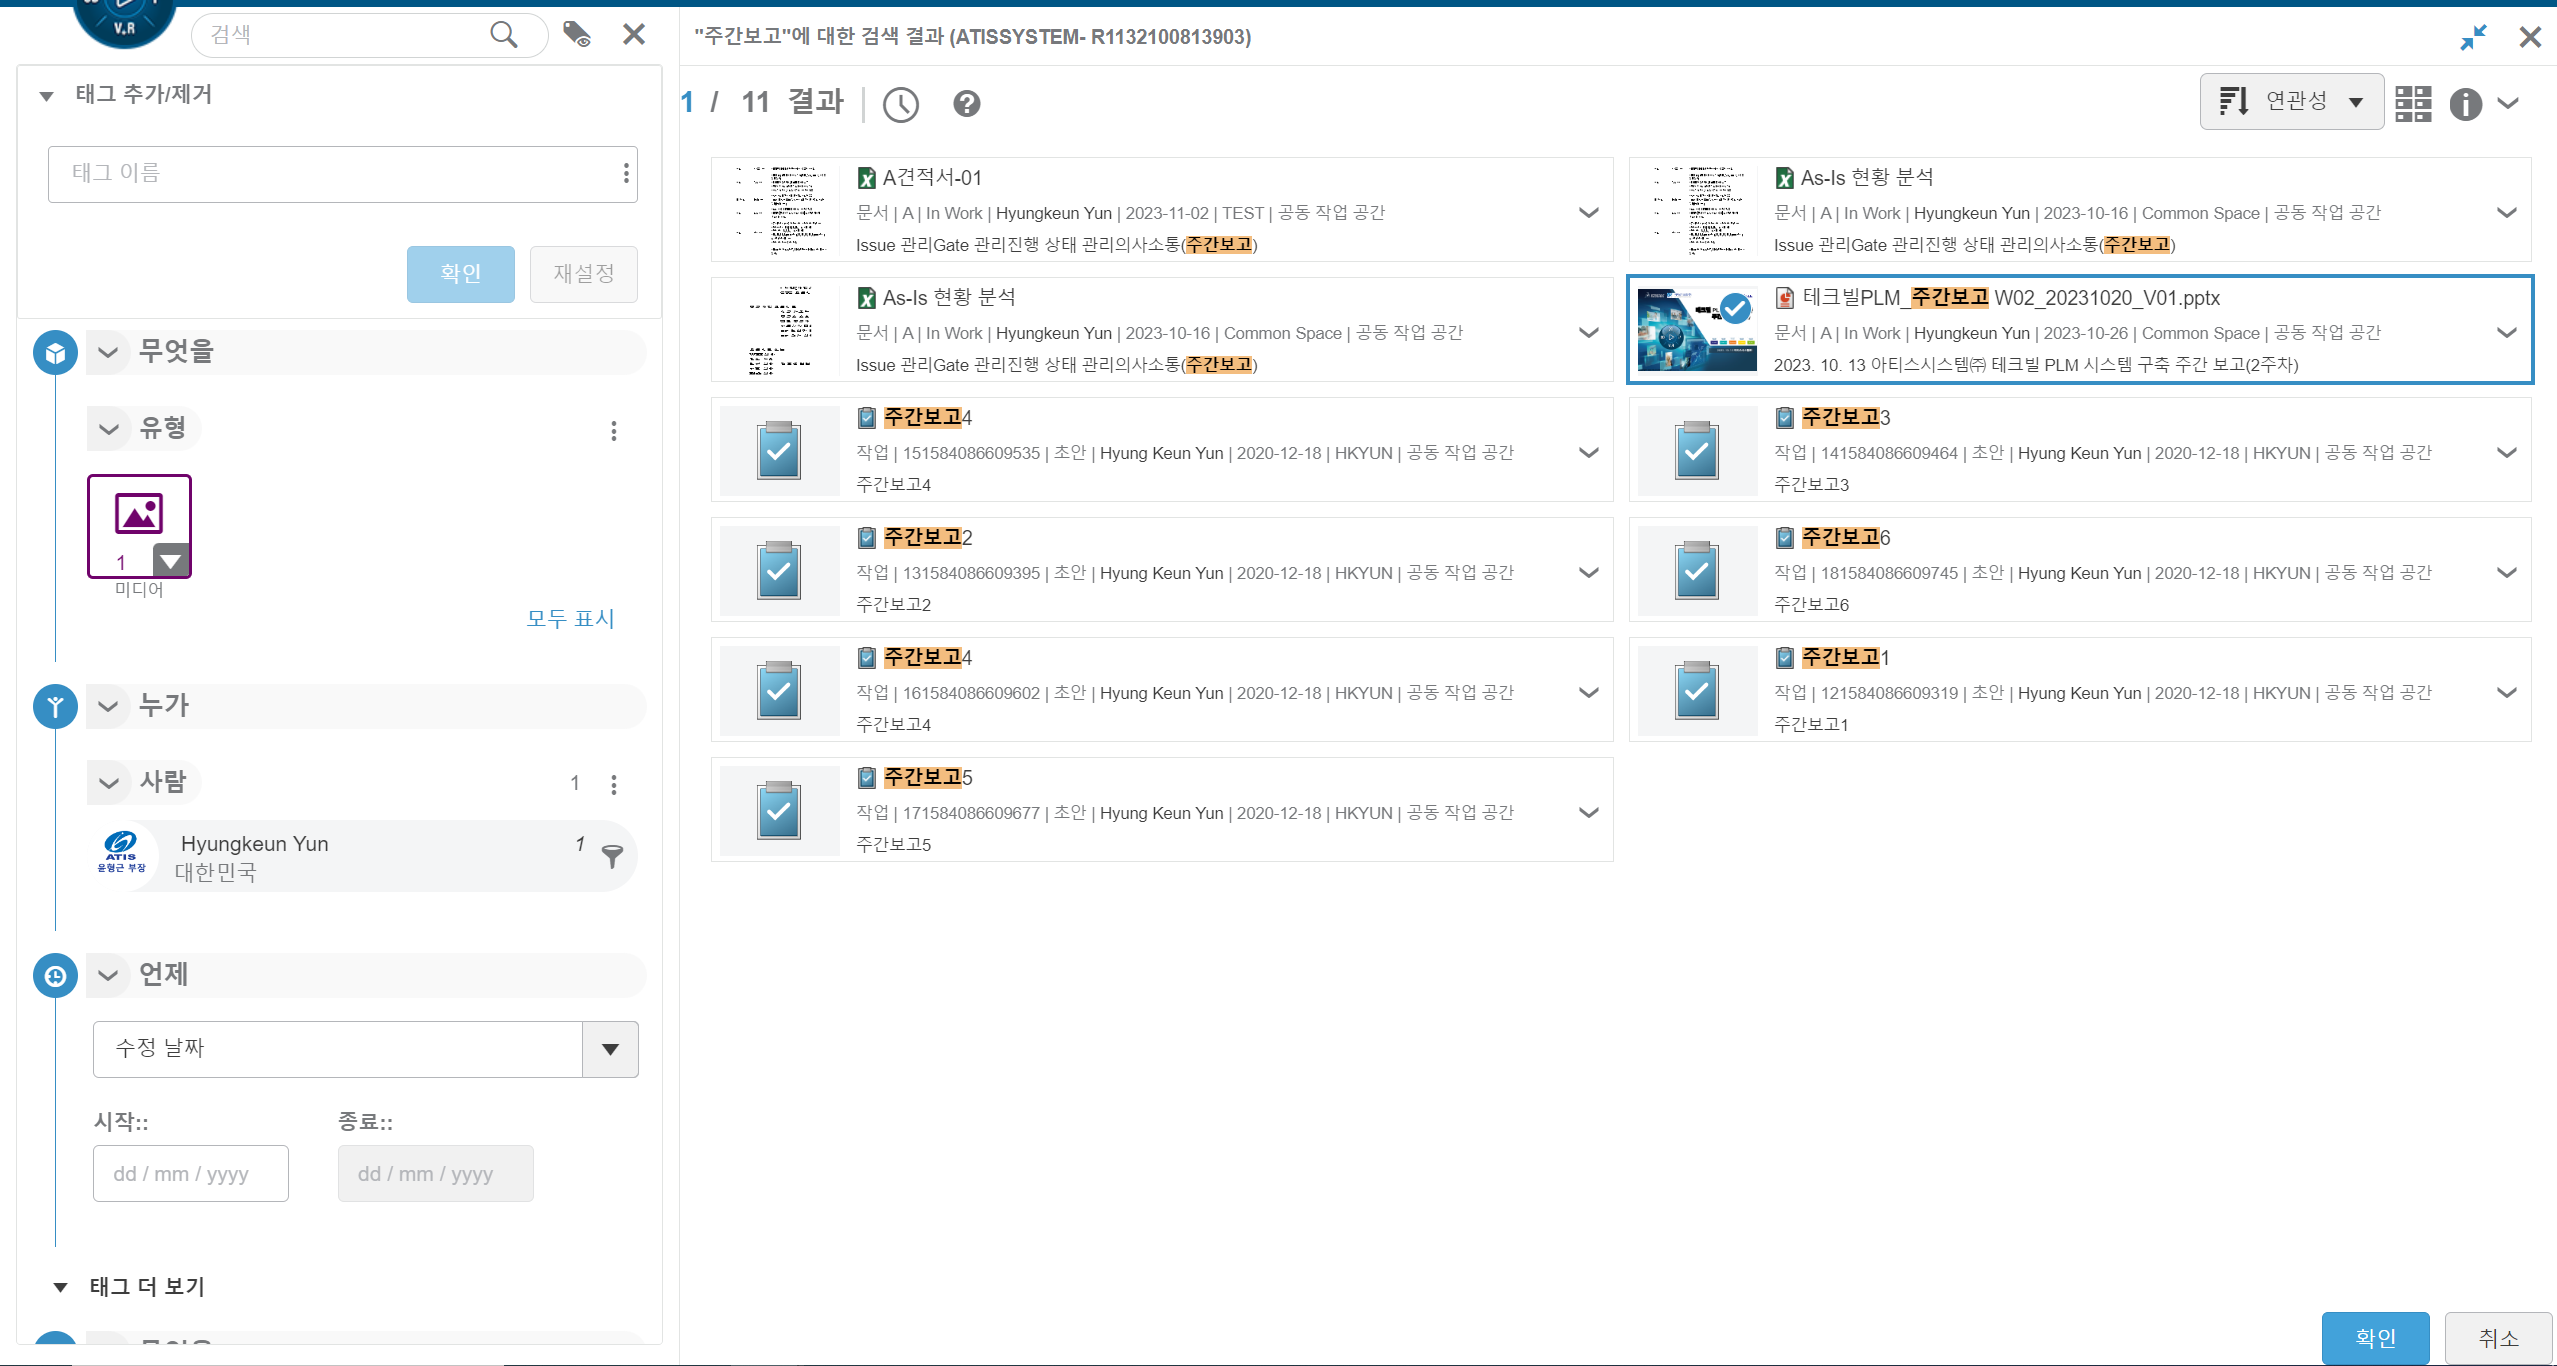 V.R
검색
태그 추가/제거
태그 이름
확인
재설정
무엇을
유형
1
미디어
모두 표시
누가
사람
1
ATIS
윤형근 부장
Hyungkeun Yun
1
대한민국
언제
수정 날짜
시작::
종료::
dd / mm / yyyy
dd / mm / yyyy
태그 더 보기
"주간보고"에 대한 검색 결과 (ATISSYSTEM- R1132100813903)
1 / 11 결과
연관성
A견적서-01
문서 | A | In Work | Hyungkeun Yun | 2023-11-02 | TEST | 공동 작업 공간
Issue 관리Gate 관리진행 상태 관리의사소통(주간보고)
As-Is 현황 분석
문서 | A | In Work | Hyungkeun Yun | 2023-10-16 | Common Space | 공동 작업 공간
Issue 관리Gate 관리진행 상태 관리의사소통(주간보고)
As-Is 현황 분석
문서 | A | In Work | Hyungkeun Yun | 2023-10-16 | Common Space | 공동 작업 공간
Issue 관리Gate 관리진행 상태 관리의사소통(주간보고)
테크빌PLM_주간보고 W02_20231020_V01.pptx
문서 | A | In Work | Hyungkeun Yun | 2023-10-26 | Common Space | 공동 작업 공간
2023. 10. 13 아티스시스템㈜ 테크빌 PLM 시스템 구축 주간 보고(2주차)
주간보고4
작업 | 151584086609535 | 초안 | Hyung Keun Yun | 2020-12-18 | HKYUN | 공동 작업 공간
주간보고4
주간보고3
작업 | 141584086609464 | 초안 | Hyung Keun Yun | 2020-12-18 | HKYUN | 공동 작업 공간
주간보고3
주간보고2
작업 | 131584086609395 | 초안 | Hyung Keun Yun | 2020-12-18 | HKYUN | 공동 작업 공간
주간보고2
주간보고6
작업 | 181584086609745 | 초안 | Hyung Keun Yun | 2020-12-18 | HKYUN | 공동 작업 공간
주간보고6
주간보고4
작업 | 161584086609602 | 초안 | Hyung Keun Yun | 2020-12-18 | HKYUN | 공동 작업 공간
주간보고4
주간보고1
작업 | 121584086609319 | 초안 | Hyung Keun Yun | 2020-12-18 | HKYUN | 공동 작업 공간
주간보고1
주간보고5
작업 | 171584086609677 | 초안 | Hyung Keun Yun | 2020-12-18 | HKYUN | 공동 작업 공간
주간보고5
확인
취소